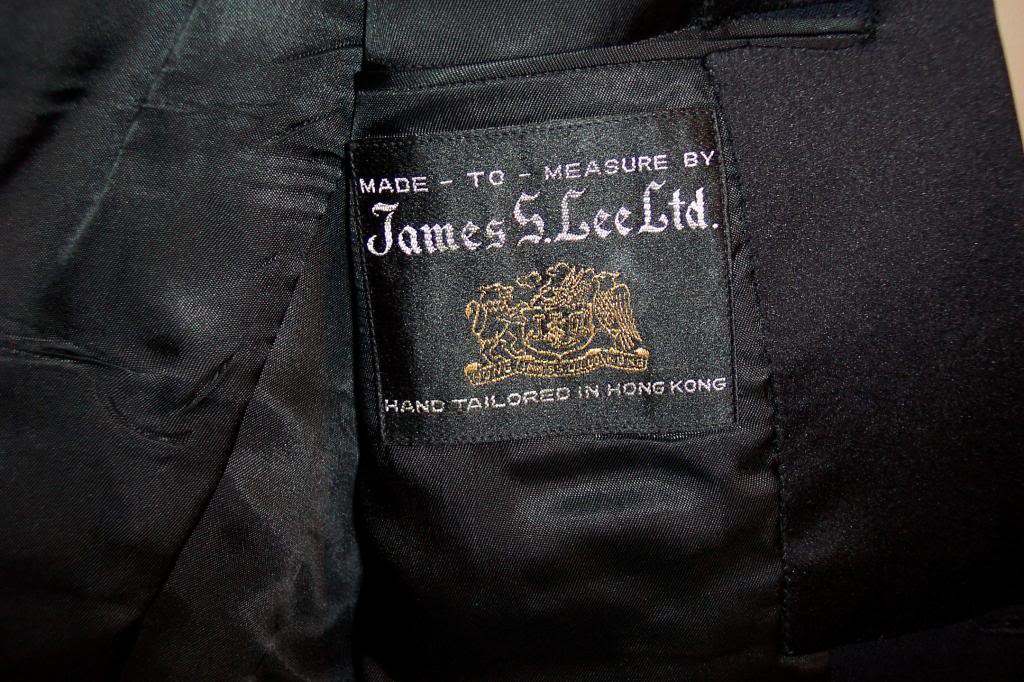 MADE - TO - MEASURE BY
James S. Lee Ltd.
HAND TAILORED IN HONG KONG